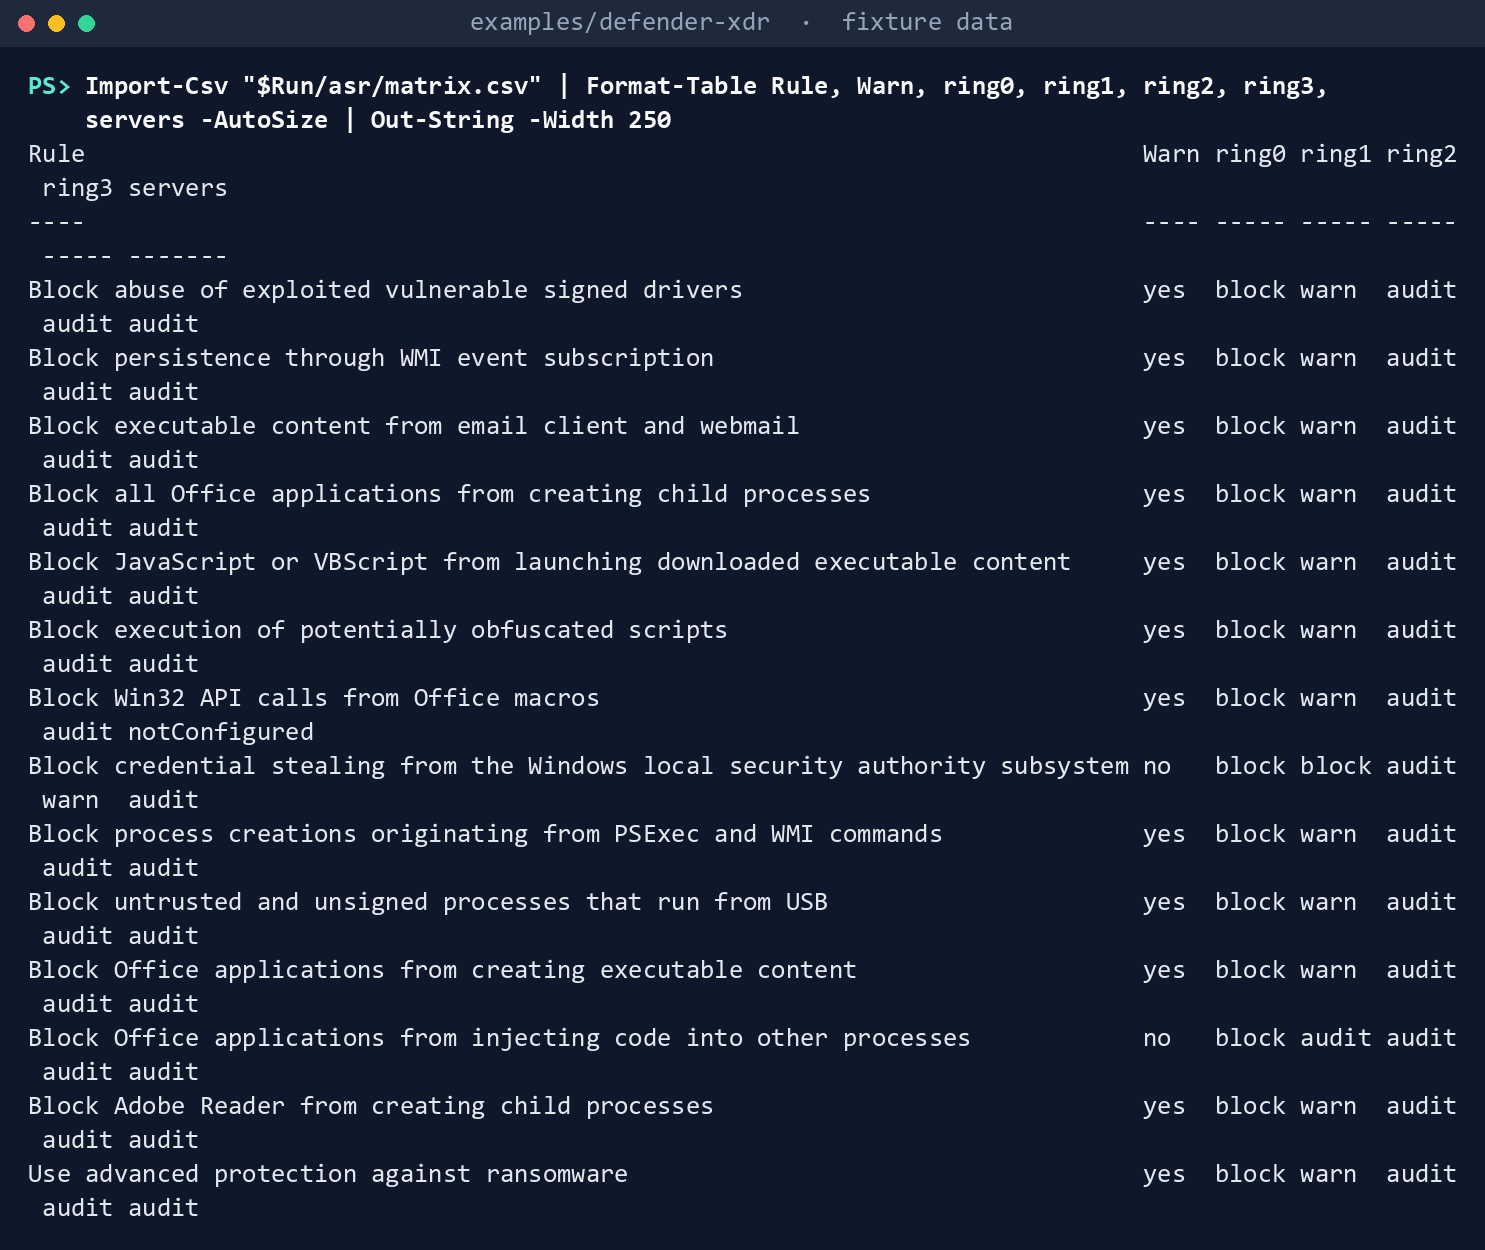 examples/defender-xdr · fixture data
PS> Import-Csv "$Run/asr/matrix.csv" | Format-Table Rule, Warn, ring0, ring1, ring2, ring3,
servers -AutoSize | Out-String -Width 250
Rule Warn ring0 ring1 ring2
ring3 servers
---- ---- ----- ----- -----
----- -------
Block abuse of exploited vulnerable signed drivers yes block warn audit
audit audit
Block persistence through WMI event subscription yes block warn audit
audit audit
Block executable content from email client and webmail yes block warn audit
audit audit
Block all Office applications from creating child processes yes block warn audit
audit audit
Block JavaScript or VBScript from launching downloaded executable content yes block warn audit
audit audit
Block execution of potentially obfuscated scripts yes block warn audit
audit audit
Block Win32 API calls from Office macros yes block warn audit
audit notConfigured
Block credential stealing from the Windows local security authority subsystem no block block audit
warn audit
Block process creations originating from PSExec and WMI commands yes block warn audit
audit audit
Block untrusted and unsigned processes that run from USB yes block warn audit
audit audit
Block Office applications from creating executable content yes block warn audit
audit audit
Block Office applications from injecting code into other processes no block audit audit
audit audit
Block Adobe Reader from creating child processes yes block warn audit
audit audit
Use advanced protection against ransomware yes block warn audit
audit audit